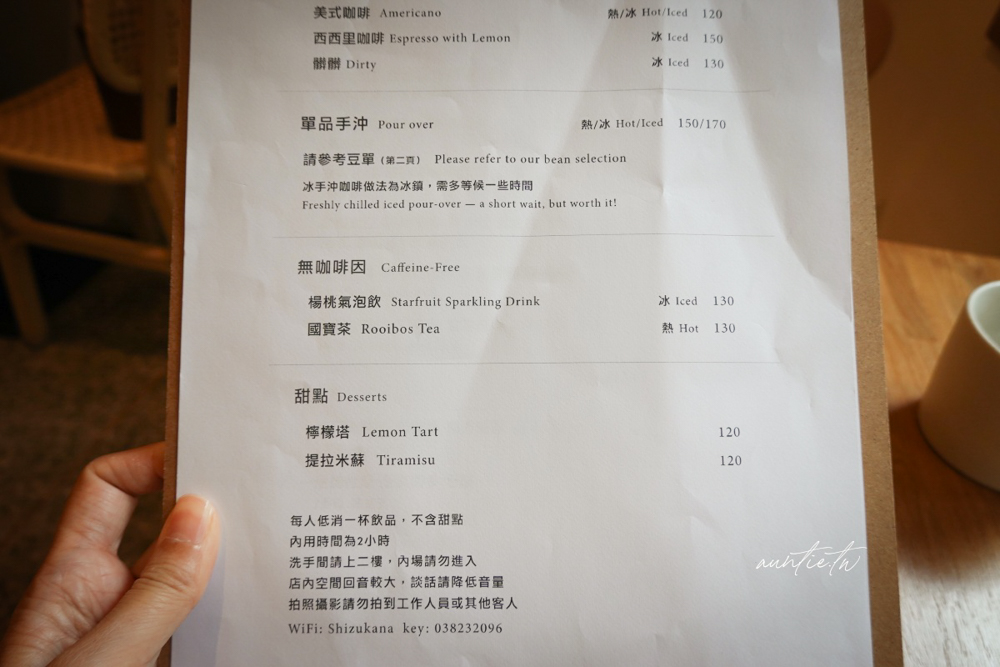 美式咖啡 Americano 熱/冰 Hot/Iced 120
西西里咖啡 Espresso with Lemon 冰 Iced 150
髒髒 Dirty 冰 Iced 130
單品手沖 Pour over 熱/冰 Hot/Iced 150/170
請參考豆單 (第二頁) Please refer to our bean selection
冰手沖咖啡做法為冰鎮，需多等候一些時間
Freshly chilled iced pour-over — a short wait, but worth it!
無咖啡因 Caffeine-Free
楊桃氣泡飲 Starfruit Sparkling Drink 冰 Iced 130
國寶茶 Rooibos Tea 熱 Hot 130
甜點 Desserts
檸檬塔 Lemon Tart 120
提拉米蘇 Tiramisu 120
每人低消一杯飲品，不含甜點
內用時間為2小時
洗手間請上二樓，內場請勿進入
店內空間回音較大，談話請降低音量
拍照攝影請勿拍到工作人員或其他客人
WiFi: Shizukana key: 038232096
auntie.tw